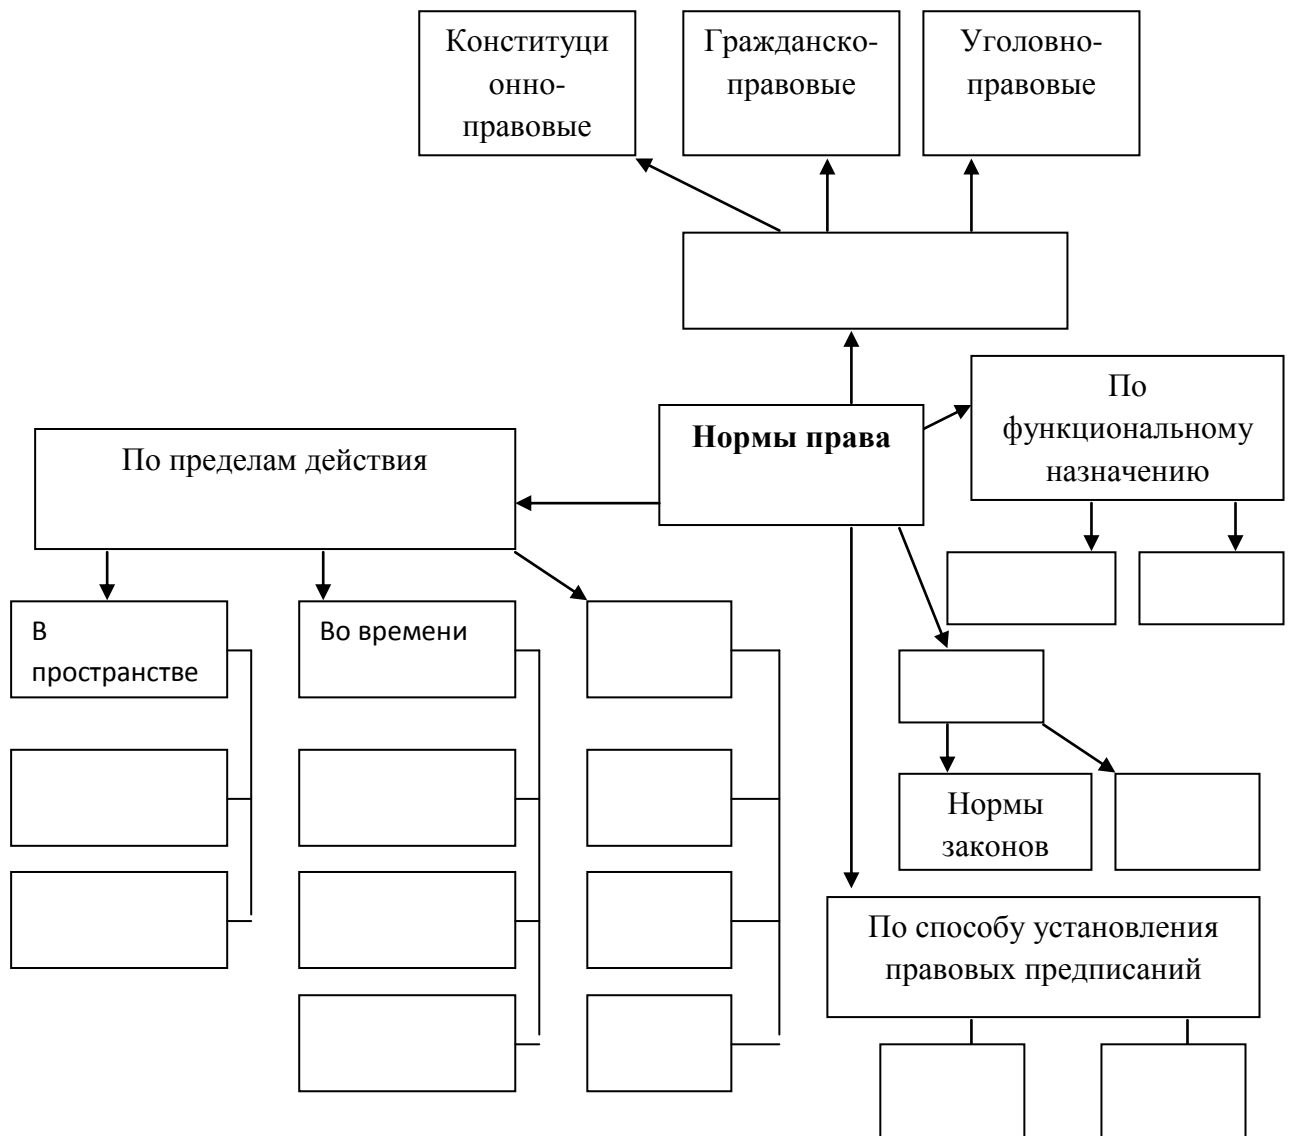 Конституци
онно-
правовые
Гражданско-
правовые
Уголовно-
правовые
По
функциональному
назначению
Нормы права
По пределам действия
В
пространстве
Во времени
Нормы
законов
По способу установления
правовых предписаний